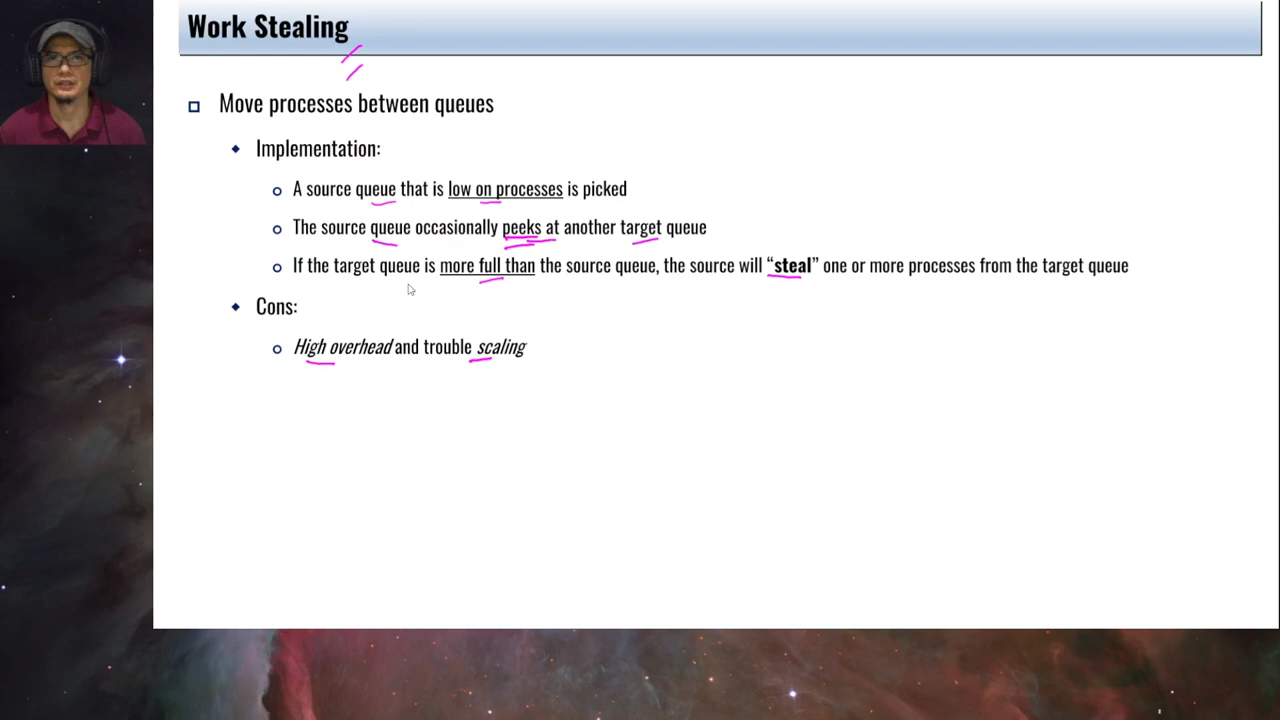 Work Stealing
Move processes between queues
Implementation:
A source queue that is low on processes is picked
The source queue occasionally peeks at another target queue
If the target queue is more full than the source queue, the source will “steal” one or more processes from the target queue
Cons:
High overhead and trouble scaling